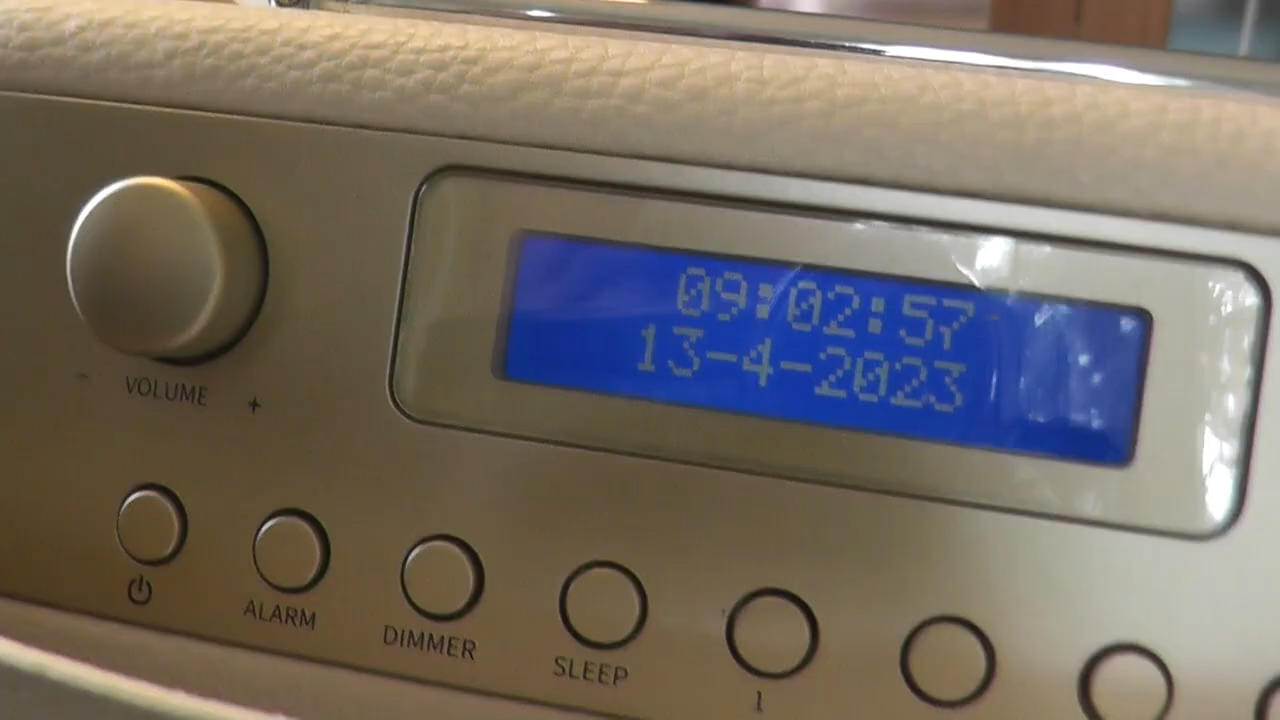 09:02:57
13-4-2023
- VOLUME +
ALARM
DIMMER
SLEEP
1